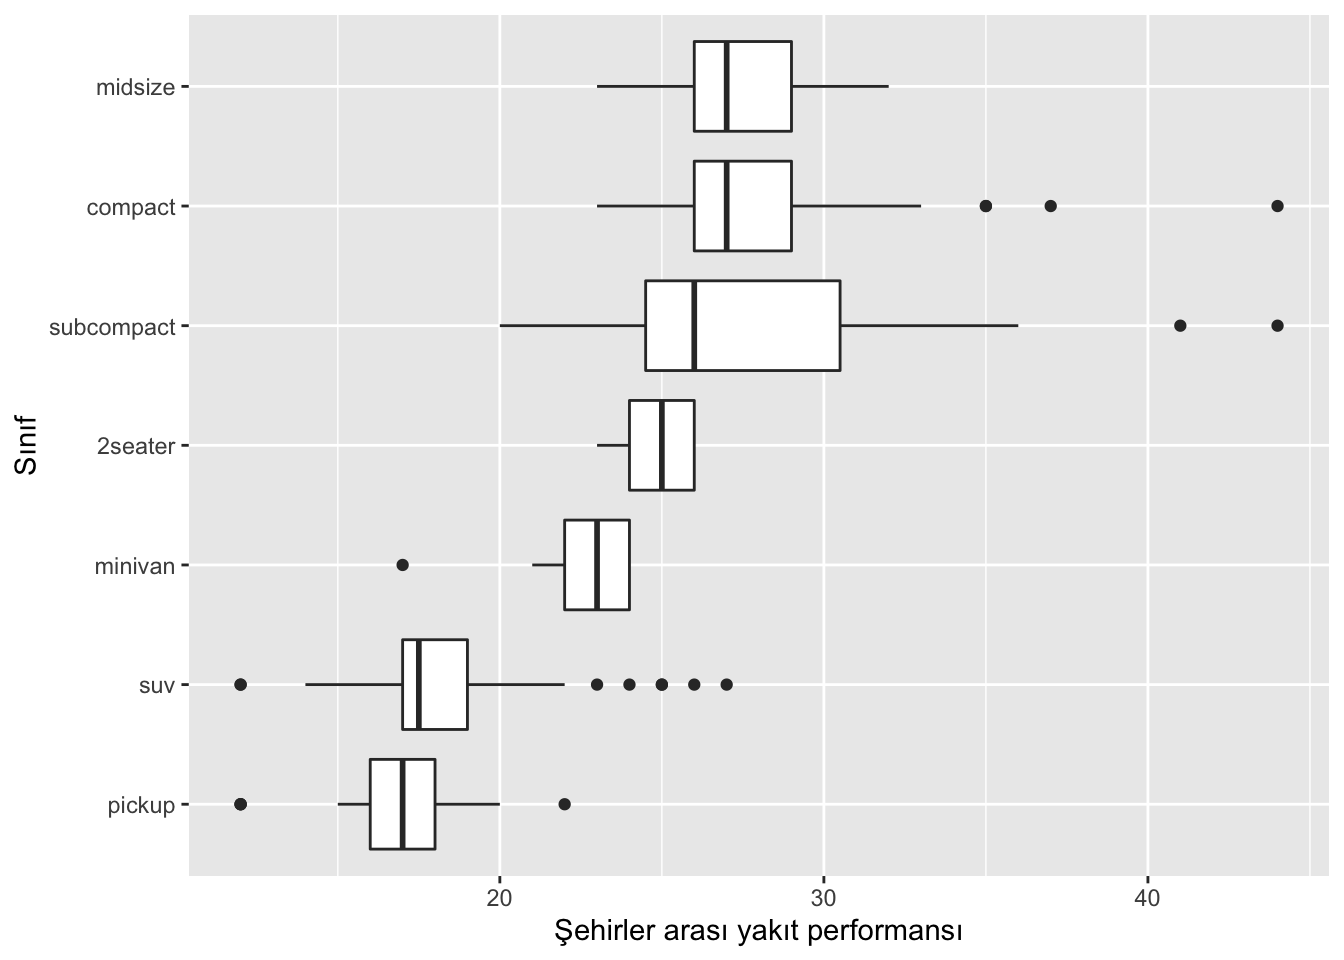 midsize
compact
subcompact
2seater
minivan
suv
pickup
Sınıf
20 30 40
Şehirler arası yakıt performansı